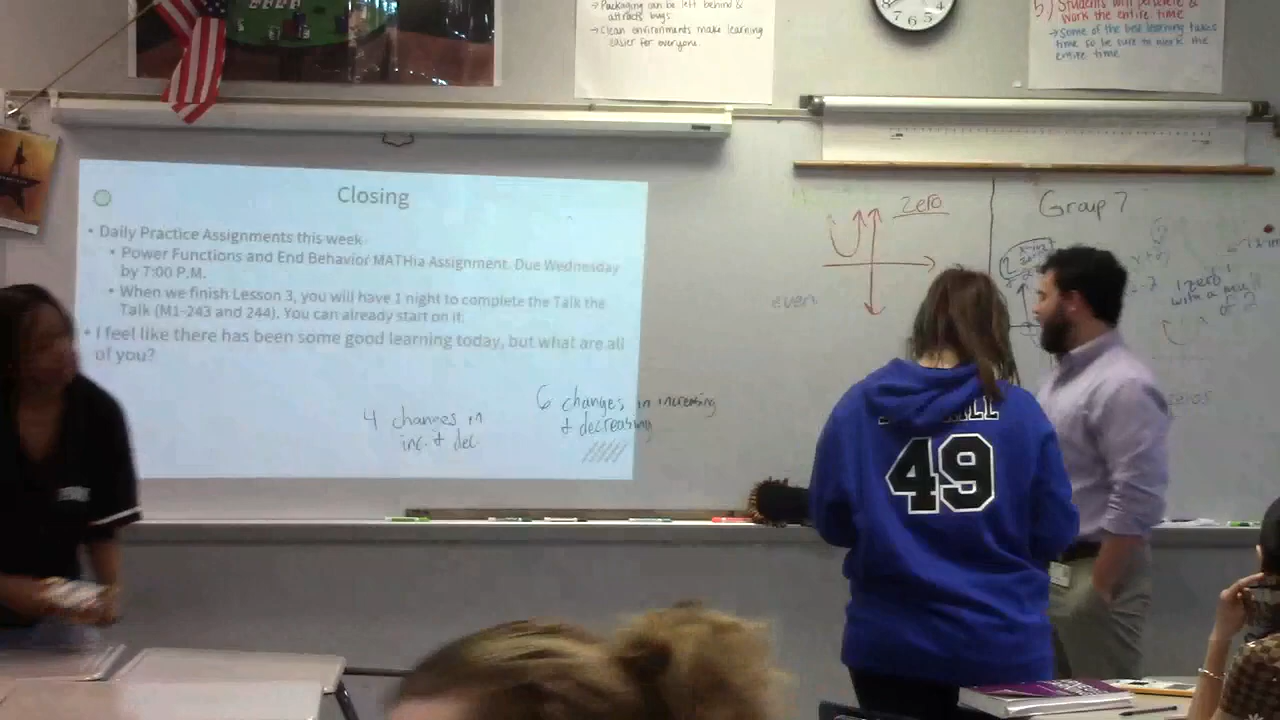 → Packaging can be left behind &
attracts bugs
→ Clean environments make learning
easier for everyone.
5.) Students will persevere &
work the entire time
→ Some of the best learning takes
time so be sure to work the
entire time
Closing
• Daily Practice Assignments this week
• Power Functions and End Behavior MATHia Assignment. Due Wednesday
by 7:00 P.M.
• When we finish Lesson 3, you will have 1 night to complete the Talk the
Talk (M1-243 and 244). You can already start on it.
• I feel like there has been some good learning today, but what are all
of you?
4 changes in
inc. + dec.
6 changes in increasing
+ decreasing
Zero
even
Group 7
1 zero
with a
of 2
zeros
49